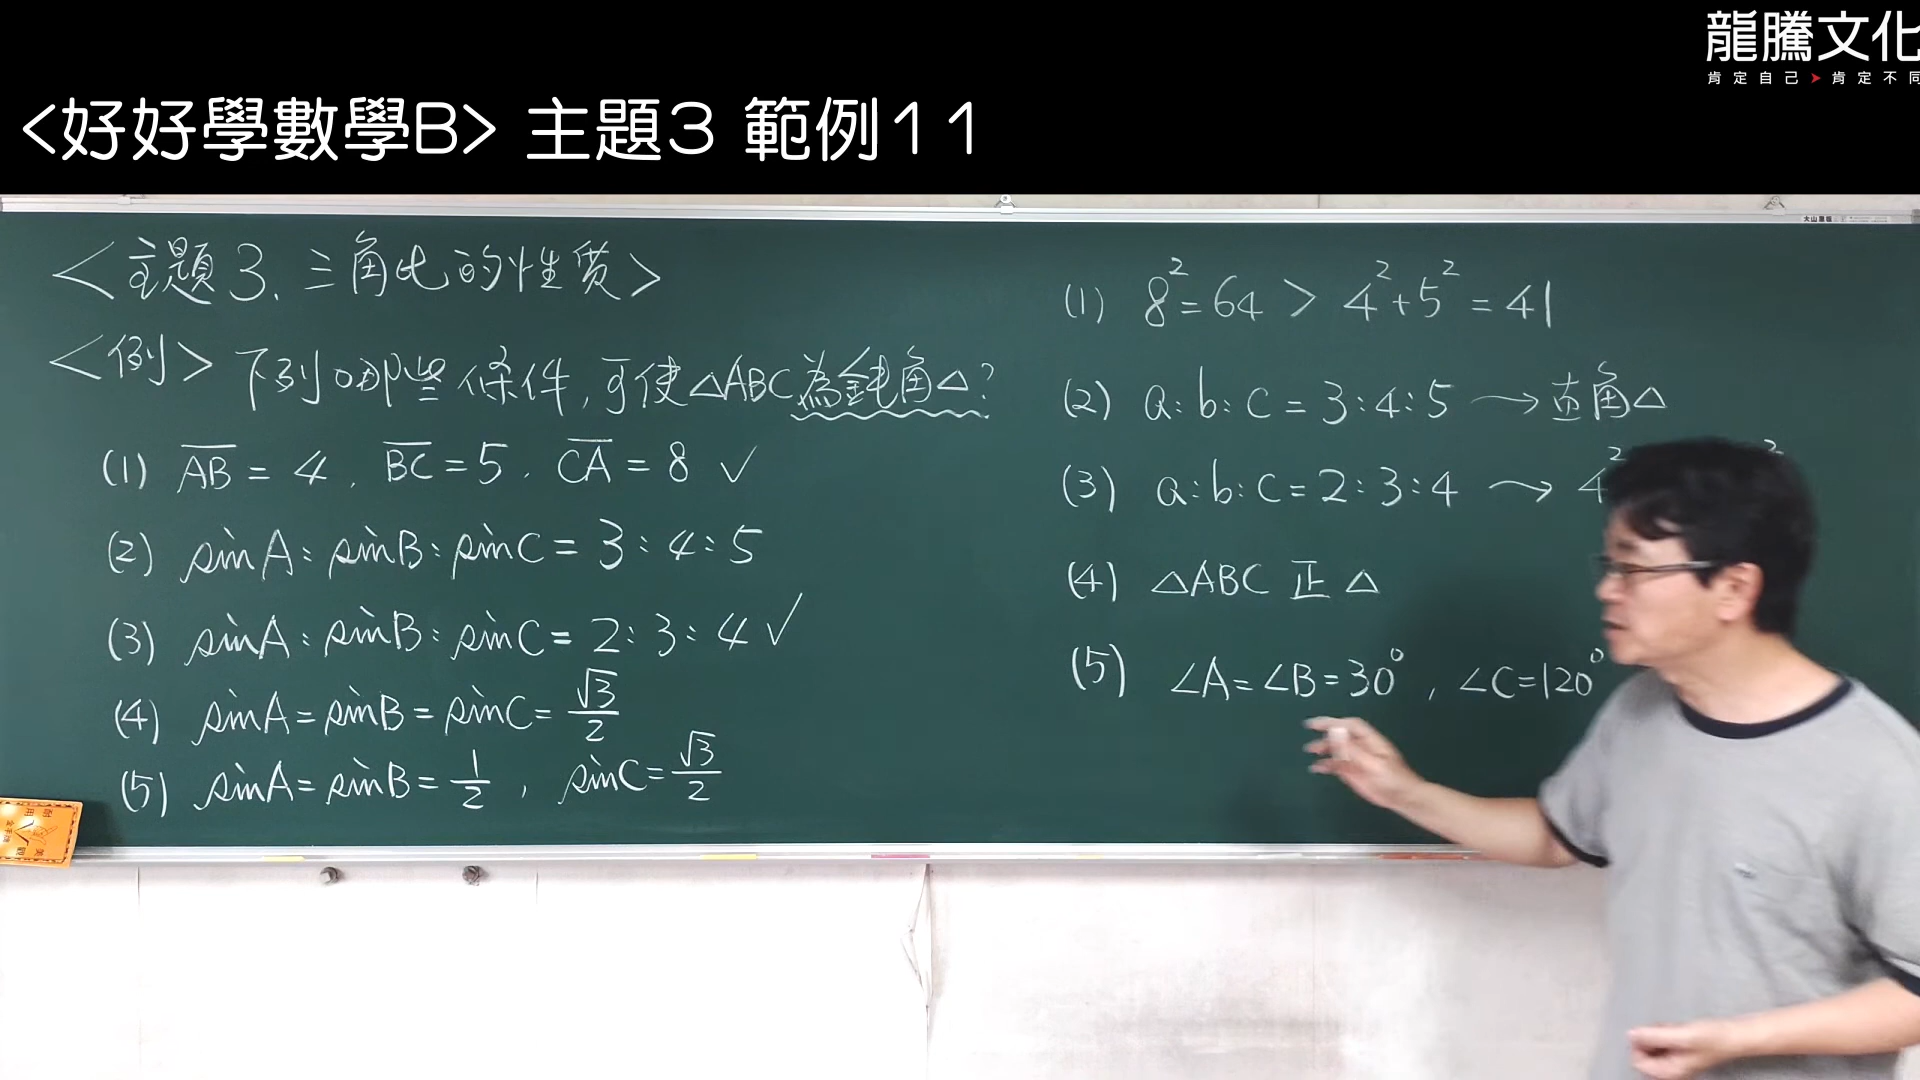 龍騰文化
肯定自己➤肯定不同
<好好學數學B> 主題3 範例11
<主題3. 三角比的性質>
<例> 下列哪些條件,可使△ABC為鈍角△?
(1) AB = 4, BC = 5, CA = 8 ✓
(2) sinA : sinB : sinC = 3 : 4 : 5
(3) sinA : sinB : sinC = 2 : 3 : 4 ✓
(4) sinA = sinB = sinC = √3/2
(5) sinA = sinB = 1/2 , sinC = √3/2
(1) 8² = 64 > 4² + 5² = 41
(2) a : b : c = 3 : 4 : 5 → 直角△
(3) a : b : c = 2 : 3 : 4 → 4² ²
(4) △ABC 正△
(5) ∠A = ∠B = 30° , ∠C = 120°